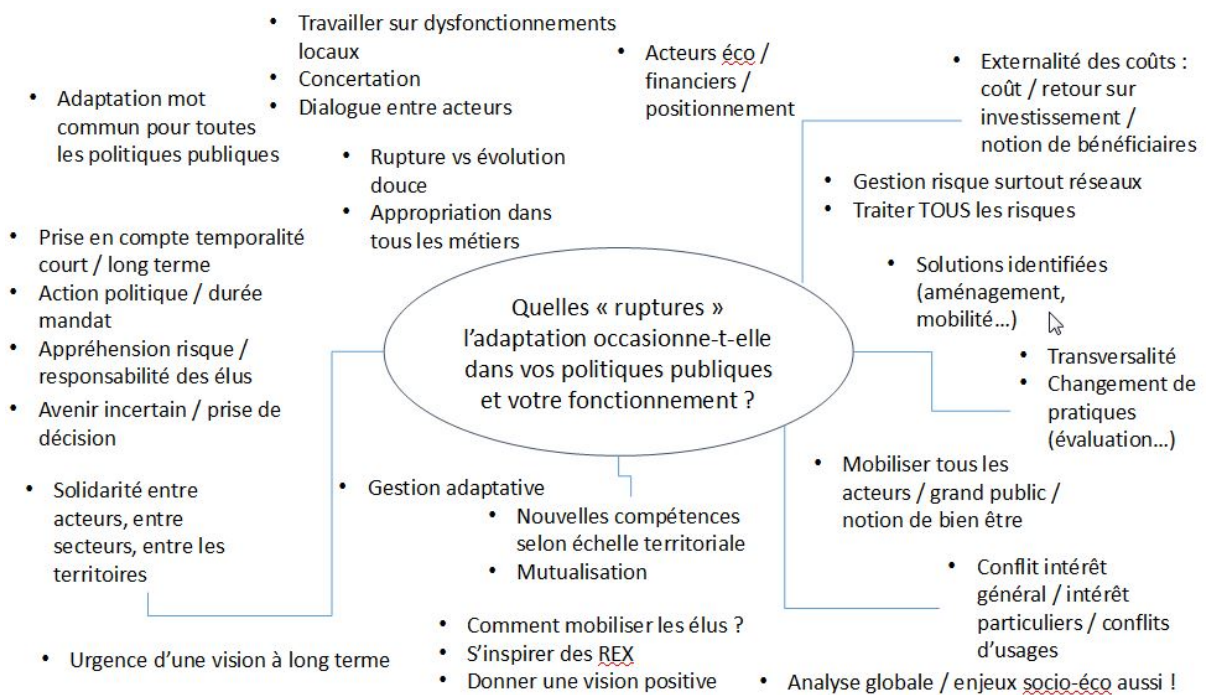 • Travailler sur dysfonctionnements
locaux
• Concertation
• Dialogue entre acteurs
• Acteurs éco /
financiers /
positionnement
• Externalité des coûts :
coût / retour sur
investissement /
notion de bénéficiaires
• Adaptation mot
commun pour toutes
les politiques publiques
• Rupture vs évolution
douce
• Appropriation dans
tous les métiers
• Gestion risque surtout réseaux
• Traiter TOUS les risques
• Prise en compte temporalité
court / long terme
• Action politique / durée
mandat
• Appréhension risque /
responsabilité des élus
• Avenir incertain / prise de
décision
Quelles « ruptures »
l’adaptation occasionne-t-elle
dans vos politiques publiques
et votre fonctionnement ?
• Solutions identifiées
(aménagement,
mobilité…)
• Transversalité
• Changement de
pratiques
(évaluation…)
• Solidarité entre
acteurs, entre
secteurs, entre les
territoires
• Gestion adaptative
• Nouvelles compétences
selon échelle territoriale
• Mutualisation
• Mobiliser tous les
acteurs / grand public /
notion de bien être
• Conflit intérêt
général / intérêt
particuliers / conflits
d’usages
• Urgence d’une vision à long terme
• Comment mobiliser les élus ?
• S’inspirer des REX
• Donner une vision positive
• Analyse globale / enjeux socio-éco aussi !